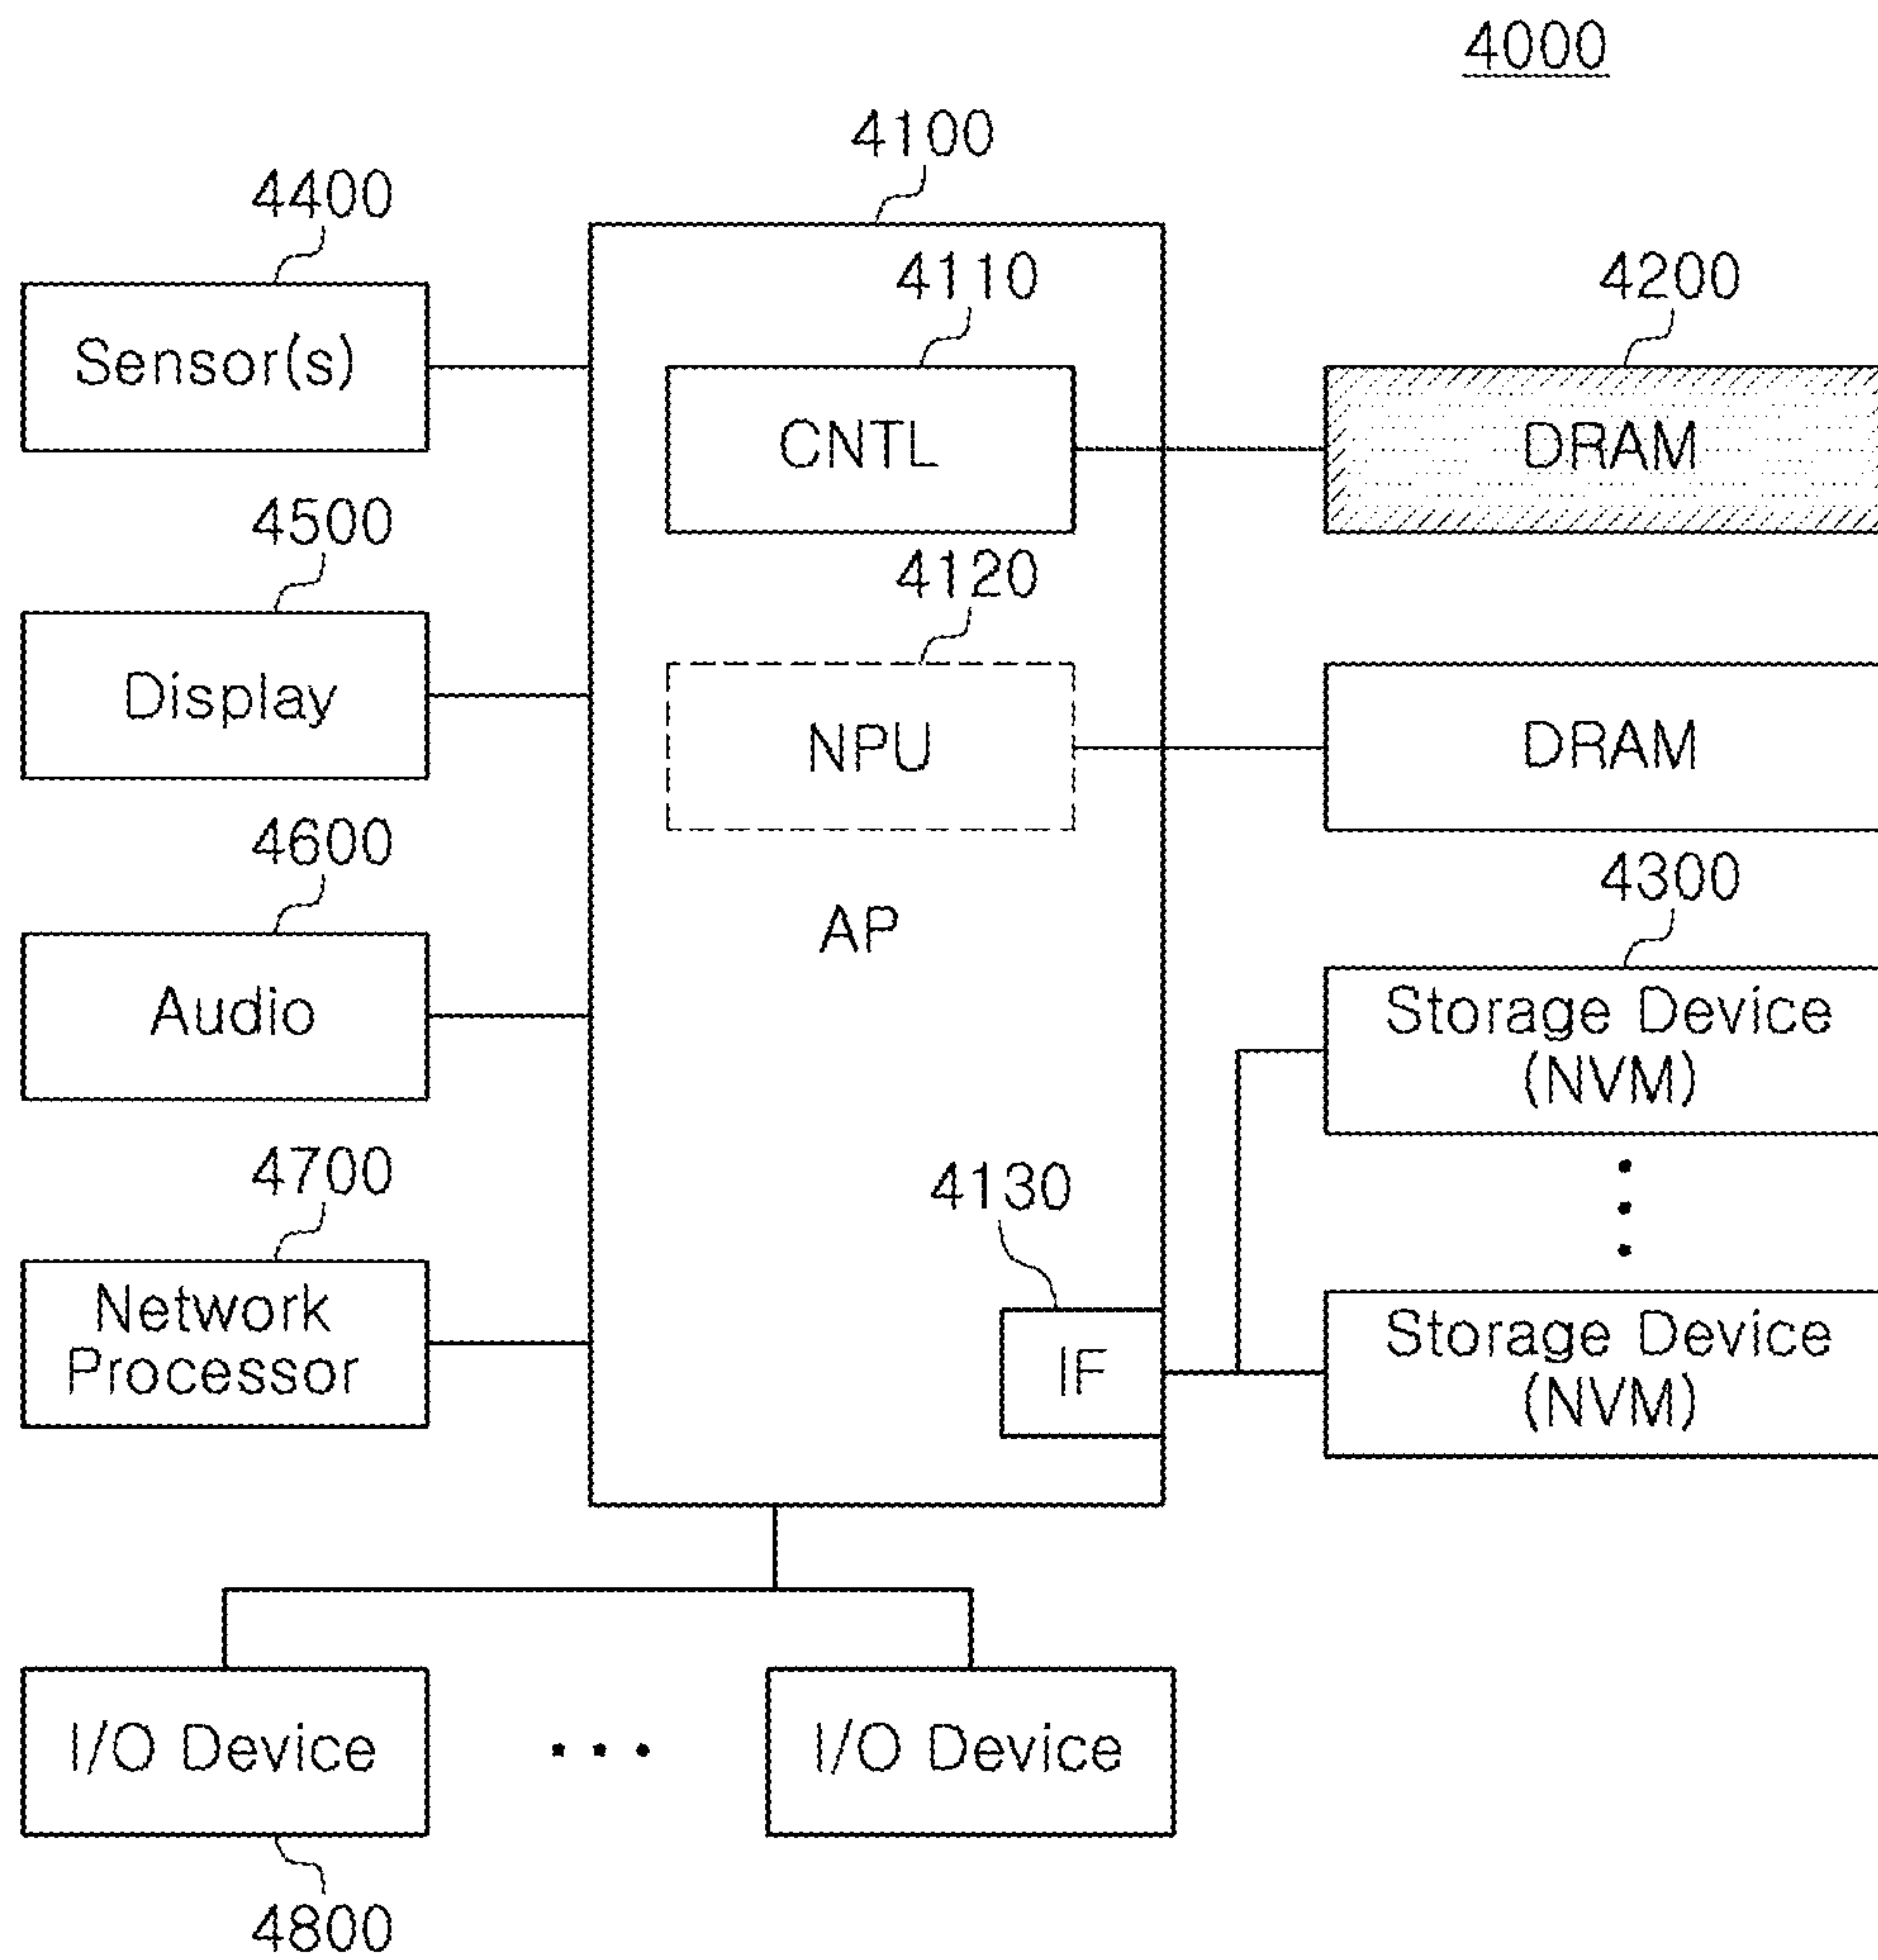 4000
4100
4400
4110
4200
Sensor(s)
CNTL
DRAM
4500
4120
Display
NPU
DRAM
4600
4300
AP
Audio
Storage Device
(NVM)
4700
4130
Network
Processor
IF
Storage Device
(NVM)
I/O Device
I/O Device
4800